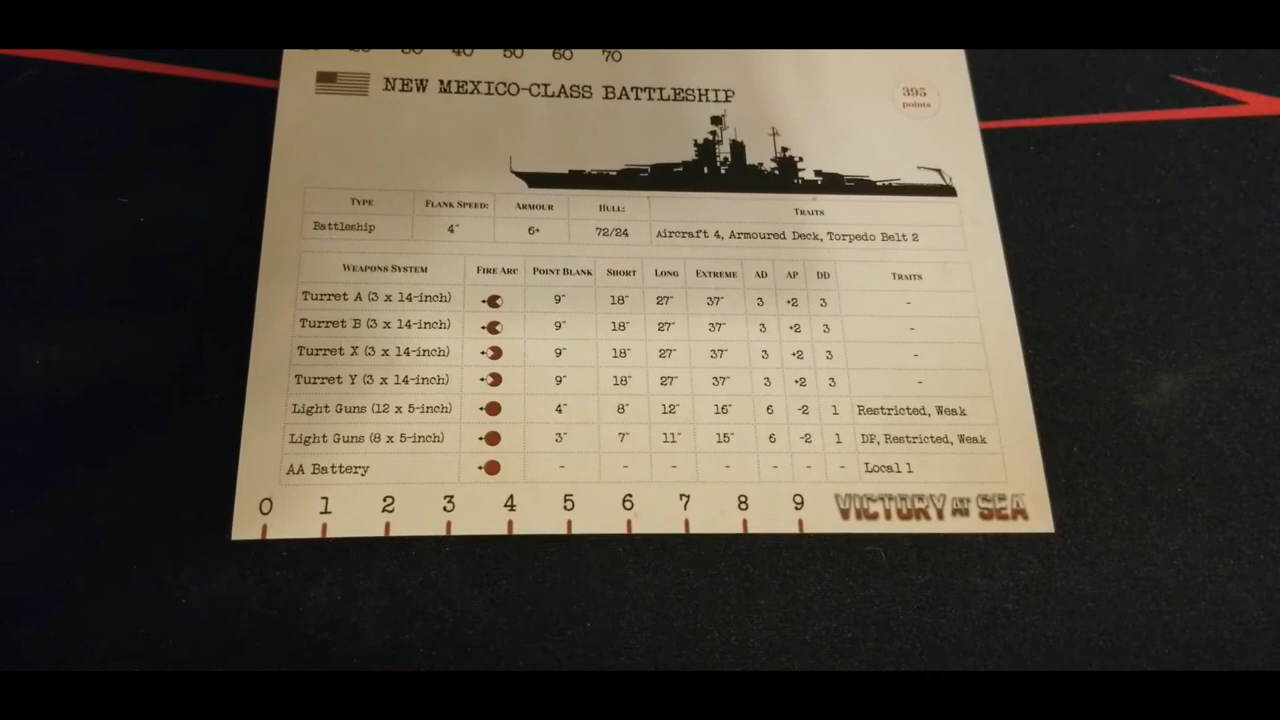 20 30 40 50 60 70
NEW MEXICO-CLASS BATTLESHIP
395
points
TYPE FLANK SPEED: ARMOUR HULL: TRAITS
Battleship 4" 6+ 72/24 Aircraft 4, Armoured Deck, Torpedo Belt 2
WEAPONS SYSTEM FIRE ARC POINT BLANK SHORT LONG EXTREME AD AP DD TRAITS
Turret A (3 x 14-inch) 9" 18" 27" 37" 3 +2 3 -
Turret B (3 x 14-inch) 9" 18" 27" 37" 3 +2 3 -
Turret X (3 x 14-inch) 9" 18" 27" 37" 3 +2 3 -
Turret Y (3 x 14-inch) 9" 18" 27" 37" 3 +2 3 -
Light Guns (12 x 5-inch) 4" 8" 12" 16" 6 -2 1 Restricted, Weak
Light Guns (8 x 5-inch) 3" 7" 11" 15" 6 -2 1 DP, Restricted, Weak
AA Battery - - - - - - - Local 1
0 1 2 3 4 5 6 7 8 9 VICTORY AT SEA